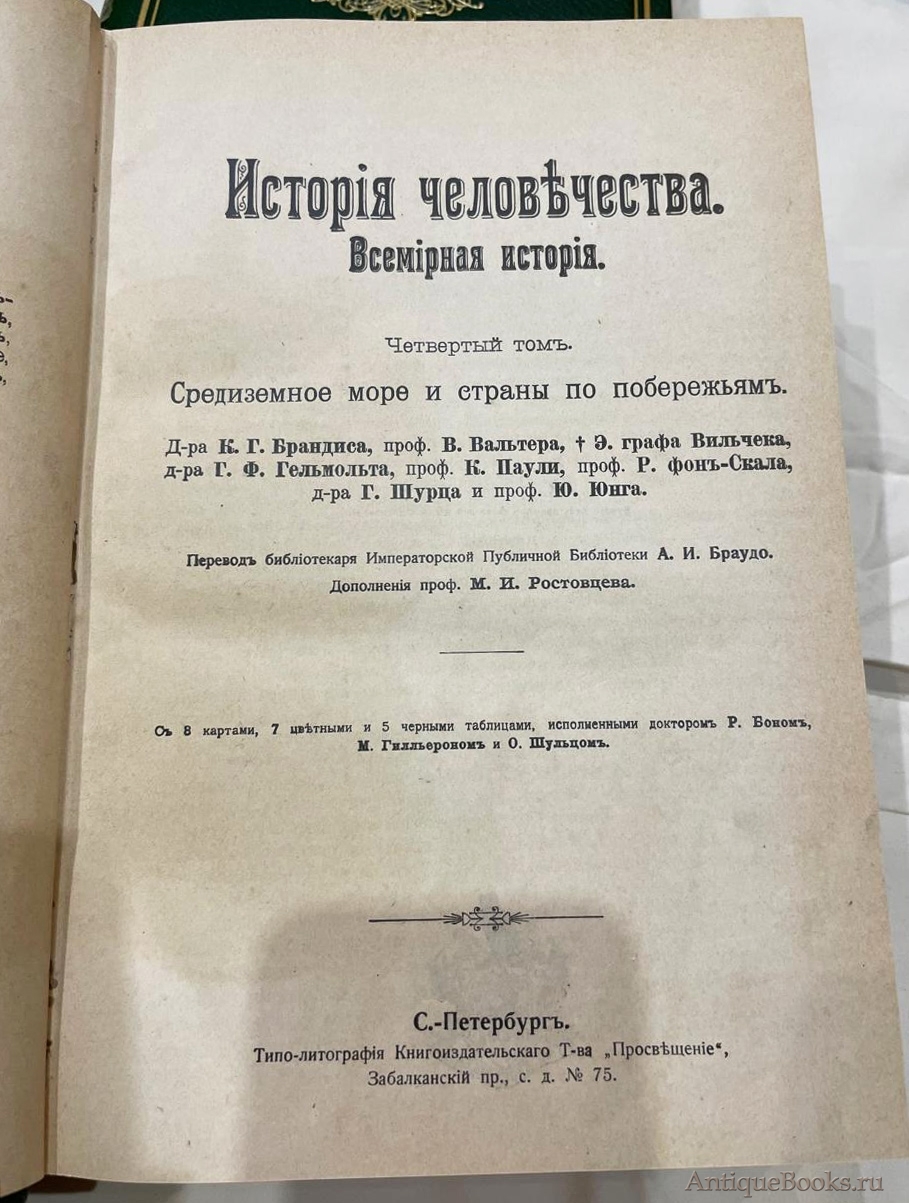 Исторія человѣчества.
Всемірная исторія.
Четвертый томъ.
Средиземное море и страны по побережьямъ.
Д-ра К. Г. Брандиса, проф. В. Вальтера, † Э. графа Вильчека,
д-ра Г. Ф. Гельмольта, проф. К. Паули, проф. Р. фонъ-Скала,
д-ра Г. Шурца и проф. Ю. Юнга.
Переводъ библіотекаря Императорской Публичной Библіотеки А. И. Браудо.
Дополненія проф. М. И. Ростовцева.
Съ 8 картами, 7 цвѣтными и 5 черными таблицами, исполненными докторомъ Р. Бономъ,
М. Гилльерономъ и О. Шульцомъ.
С.-Петербургъ.
Типо-литографія Книгоиздательскаго Т-ва „Просвѣщеніе“,
Забалканскій пр., с. д. № 75.
AntiqueBooks.ru